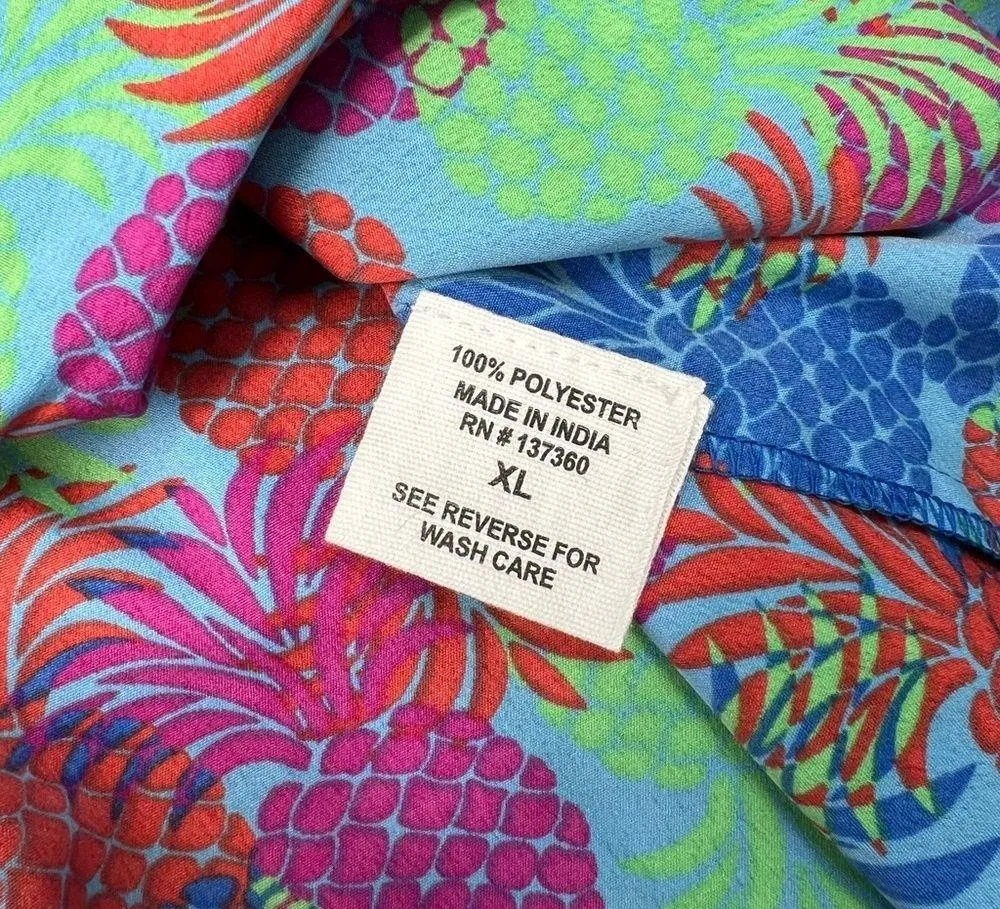 100% POLYESTER
MADE IN INDIA
RN # 137360
XL
SEE REVERSE FOR
WASH CARE